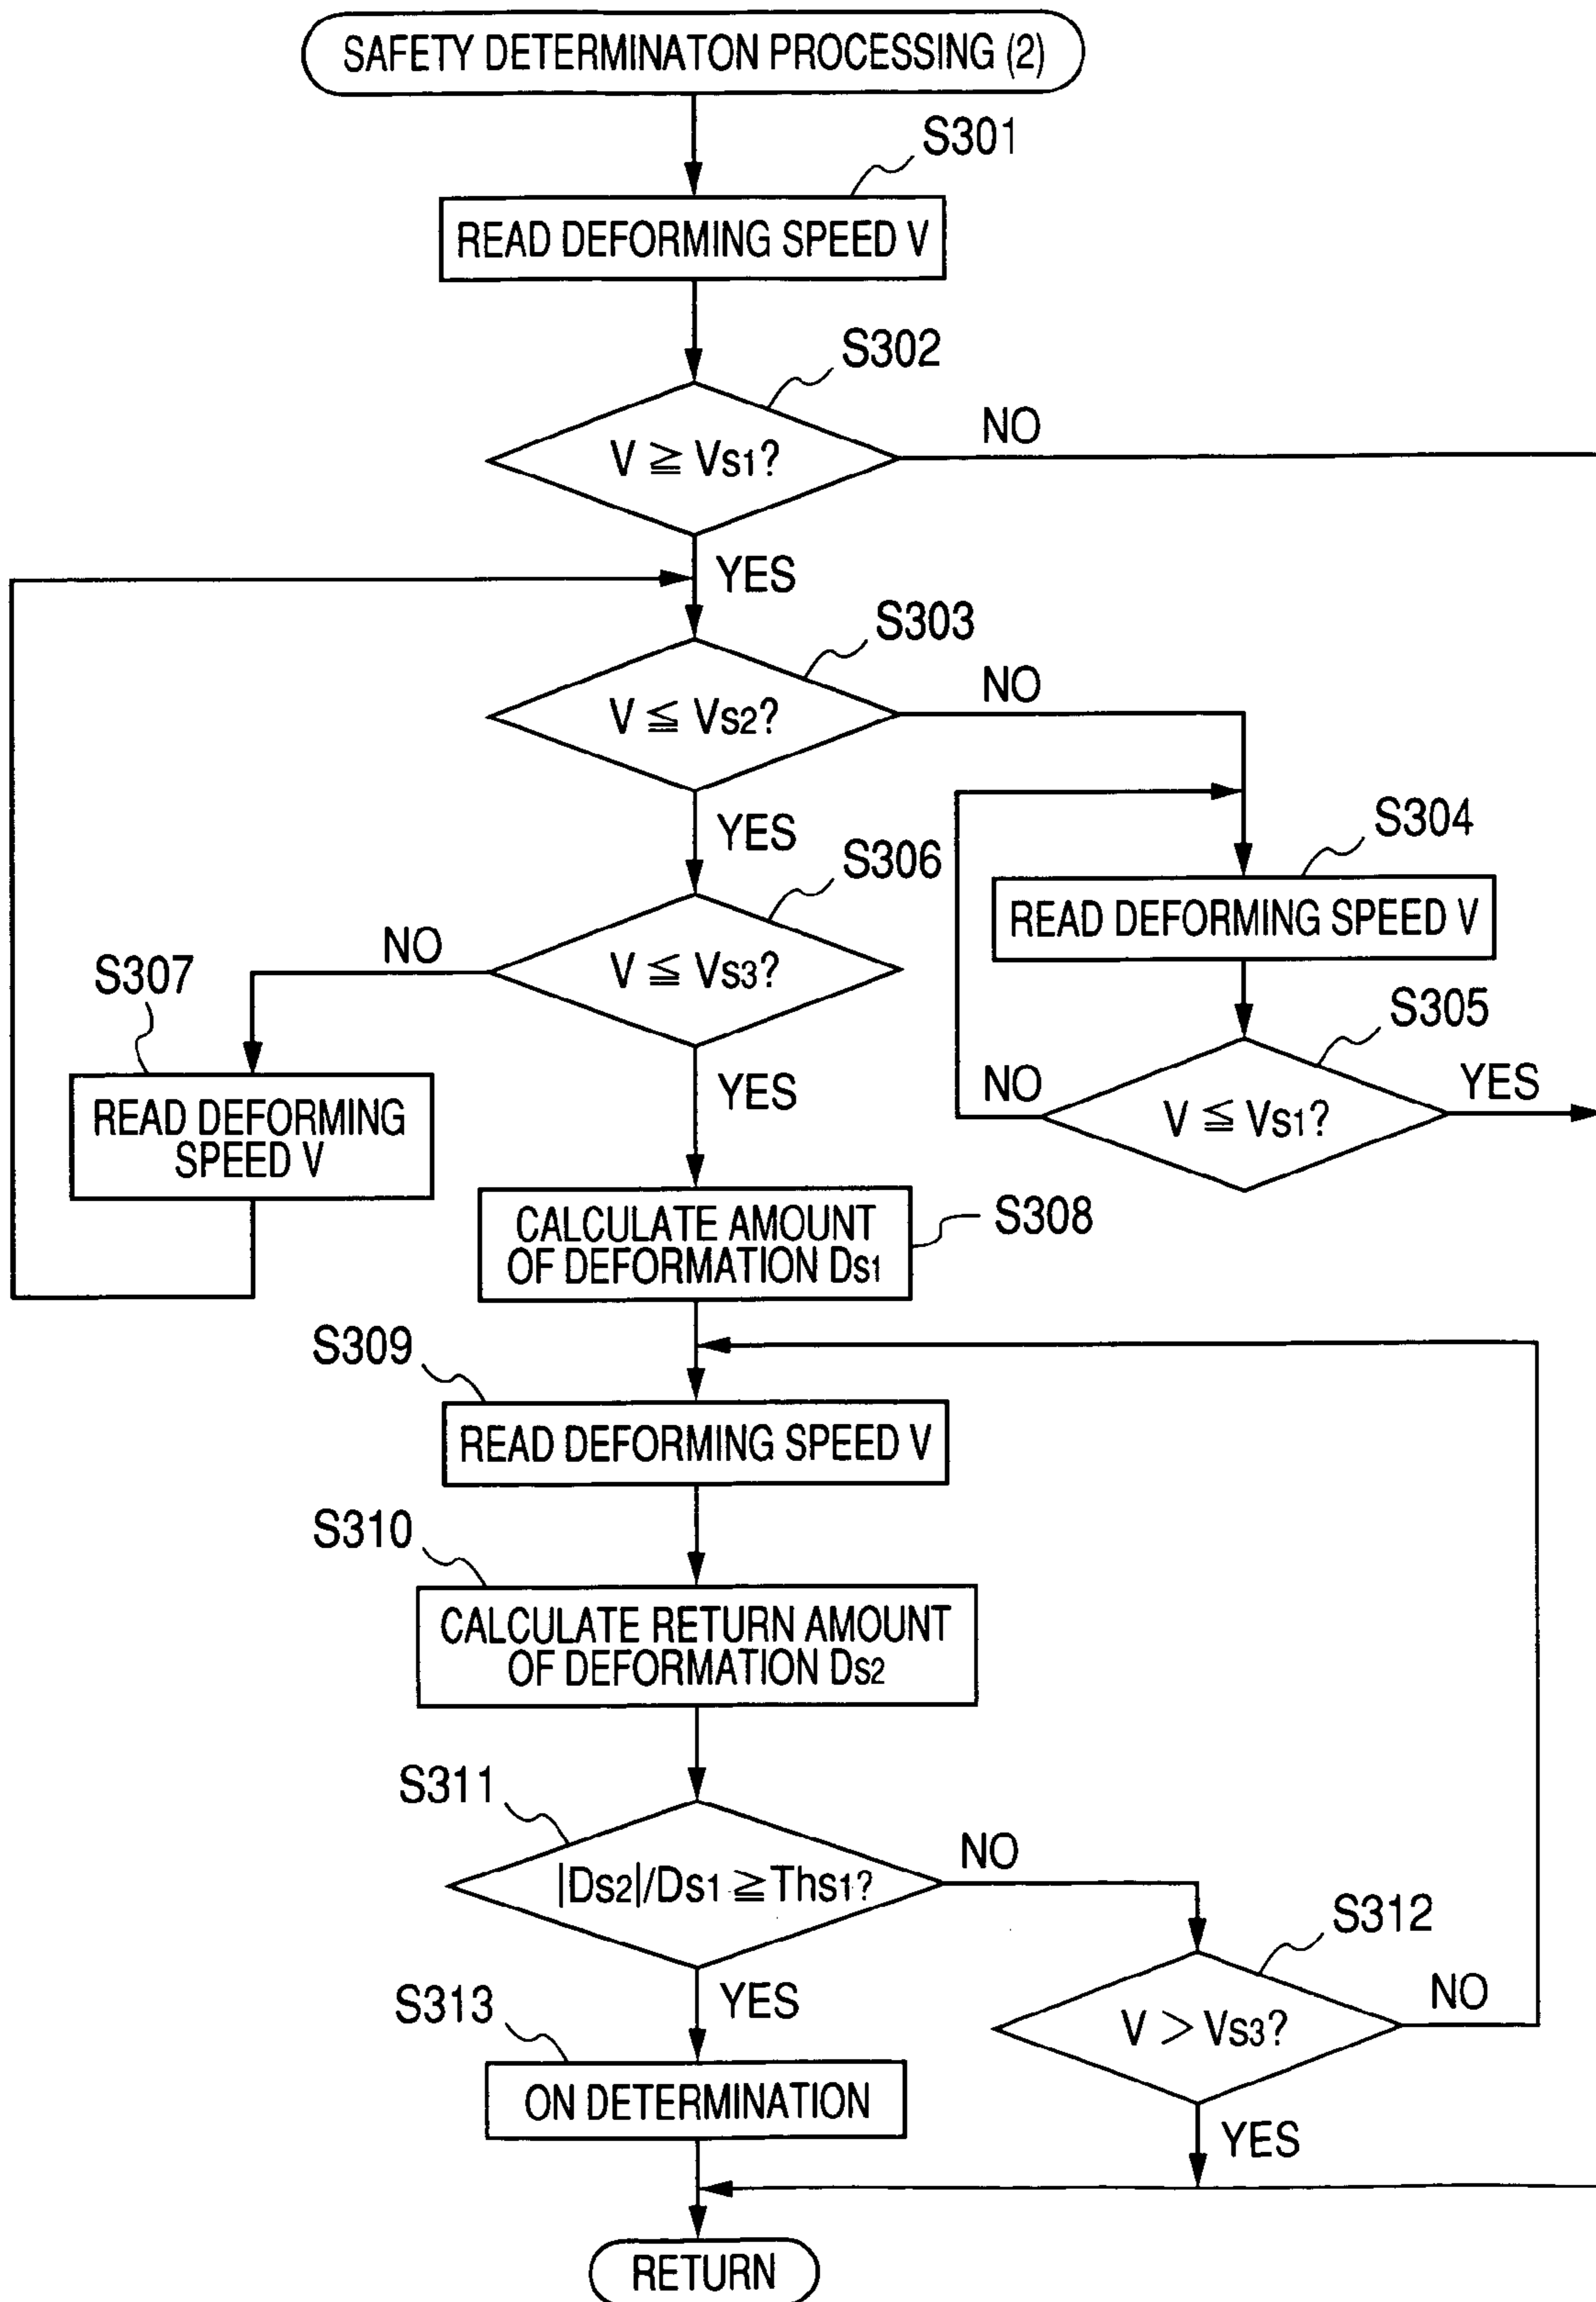 SAFETY DETERMINATON PROCESSING (2)
S301
READ DEFORMING SPEED V
S302
V ≧ Vs1?
NO
YES
S303
V ≦ Vs2?
NO
YES
S304
READ DEFORMING SPEED V
S305
V ≦ Vs1?
NO
YES
S306
V ≦ Vs3?
NO
YES
S307
READ DEFORMING
SPEED V
S308
CALCULATE AMOUNT
OF DEFORMATION Ds1
S309
READ DEFORMING SPEED V
S310
CALCULATE RETURN AMOUNT
OF DEFORMATION Ds2
S311
|Ds2|/Ds1 ≧ Ths1?
NO
YES
S312
V > Vs3?
NO
YES
S313
ON DETERMINATION
RETURN